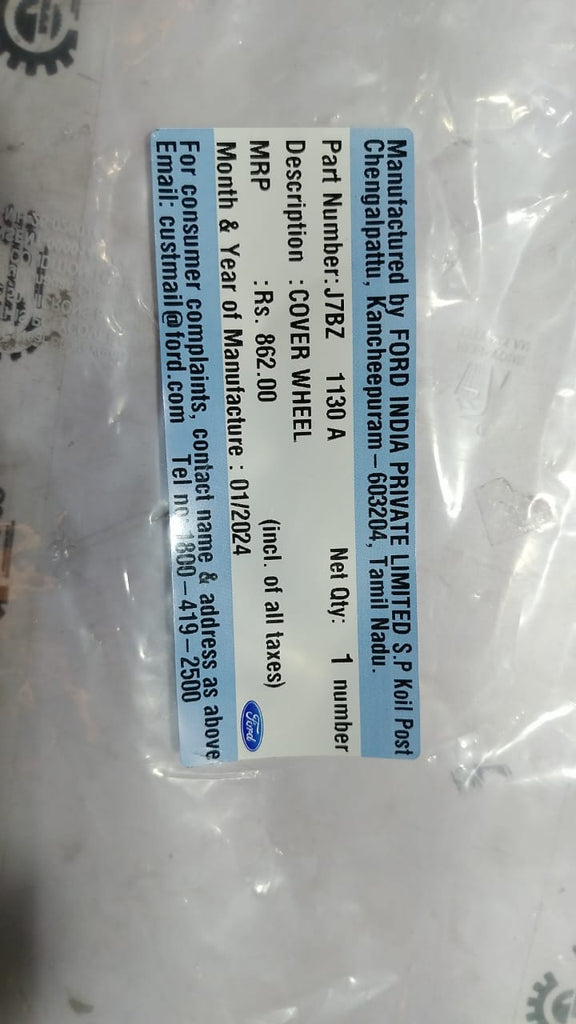 Manufactured by FORD INDIA PRIVATE LIMITED S.P Koil Post
Chengalpattu, Kancheepuram – 603204, Tamil Nadu.
Part Number:J7BZ 1130 A Net Qty: 1 number
Description : COVER WHEEL
MRP : Rs. 862.00 (incl. of all taxes)
Month & Year of Manufacture : 01/2024
Ford
For consumer complaints, contact name & address as above
Email: custmail@ford.com Tel no: 1800–419–2500